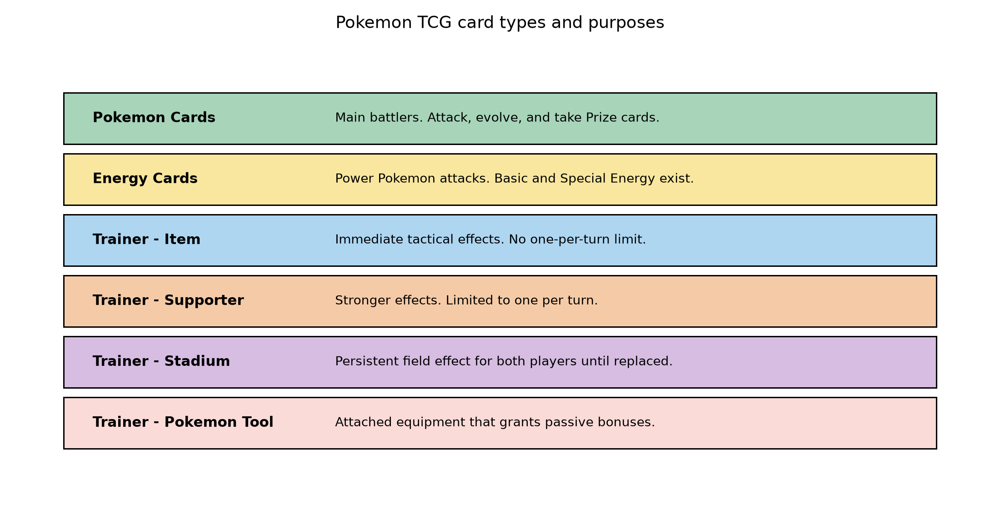 Pokemon TCG card types and purposes
Pokemon Cards Main battlers. Attack, evolve, and take Prize cards.
Energy Cards Power Pokemon attacks. Basic and Special Energy exist.
Trainer - Item Immediate tactical effects. No one-per-turn limit.
Trainer - Supporter Stronger effects. Limited to one per turn.
Trainer - Stadium Persistent field effect for both players until replaced.
Trainer - Pokemon Tool Attached equipment that grants passive bonuses.